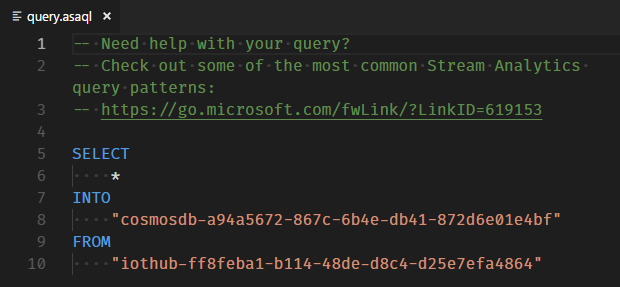 query.asaql ×
1 -- Need help with your query?
2 -- Check out some of the most common Stream Analytics
query patterns:
3 -- https://go.microsoft.com/fwLink/?LinkID=619153
4
5 SELECT
6 *
7 INTO
8 "cosmosdb-a94a5672-867c-6b4e-db41-872d6e01e4bf"
9 FROM
10 "iothub-ff8feba1-b114-48de-d8c4-d25e7efa4864"